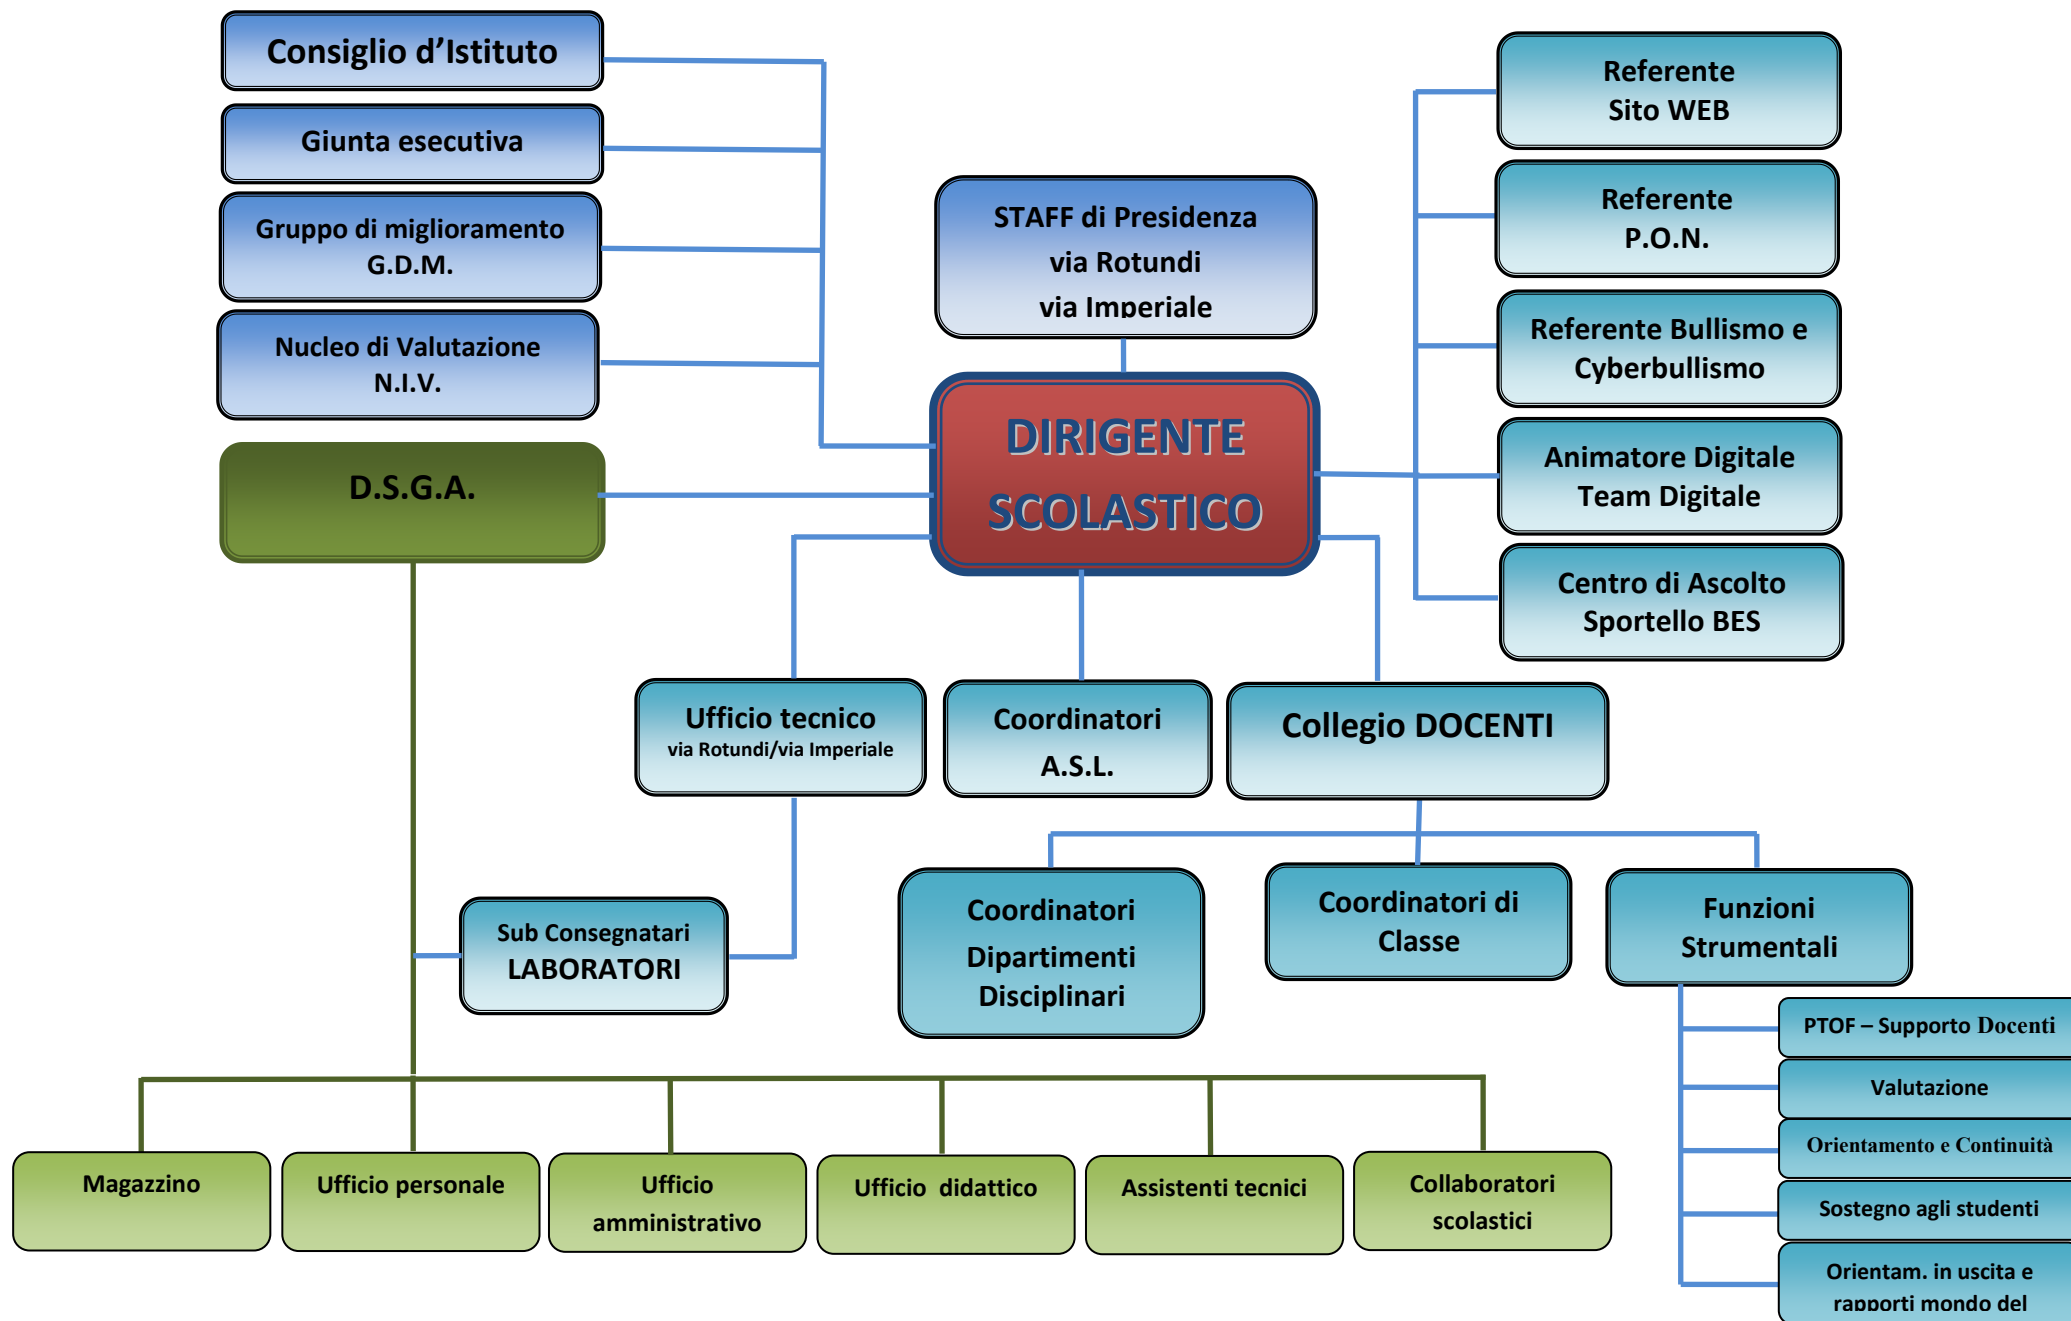 Consiglio d’Istituto
Giunta esecutiva
Gruppo di miglioramento
G.D.M.
Nucleo di Valutazione
N.I.V.
D.S.G.A.
STAFF di Presidenza
via Rotundi
via Imperiale
DIRIGENTE
SCOLASTICO
Referente
Sito WEB
Referente
P.O.N.
Referente Bullismo e
Cyberbullismo
Animatore Digitale
Team Digitale
Centro di Ascolto
Sportello BES
Ufficio tecnico
via Rotundi/via Imperiale
Coordinatori
A.S.L.
Collegio DOCENTI
Sub Consegnatari
LABORATORI
Coordinatori
Dipartimenti
Disciplinari
Coordinatori di
Classe
Funzioni
Strumentali
PTOF – Supporto Docenti
Valutazione
Orientamento e Continuità
Sostegno agli studenti
Orientam. in uscita e
rapporti mondo del
Magazzino
Ufficio personale
Ufficio
amministrativo
Ufficio didattico
Assistenti tecnici
Collaboratori
scolastici